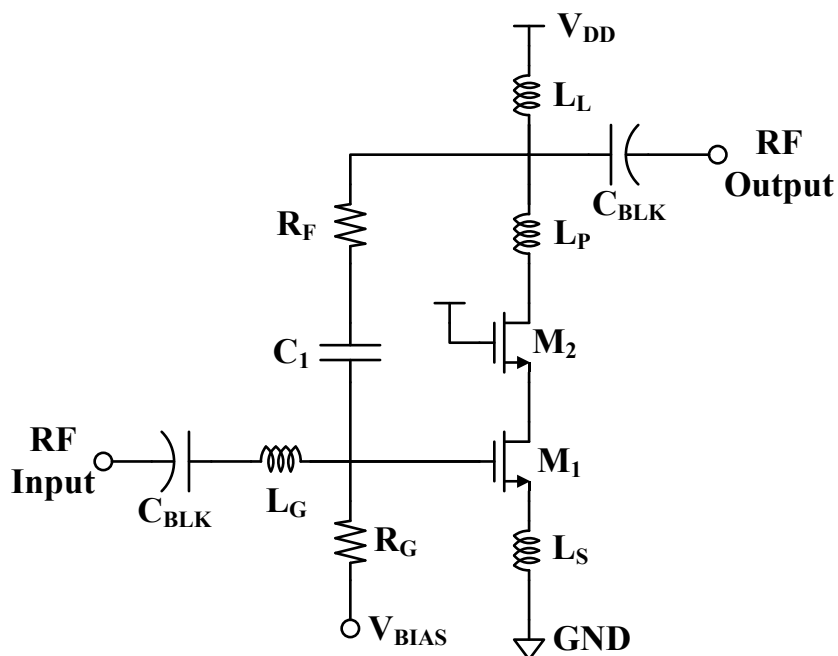 V_DD
L_L
RF
Output
C_BLK
R_F
L_P
C_1
M_2
RF
Input
C_BLK
L_G
M_1
R_G
L_S
V_BIAS
GND